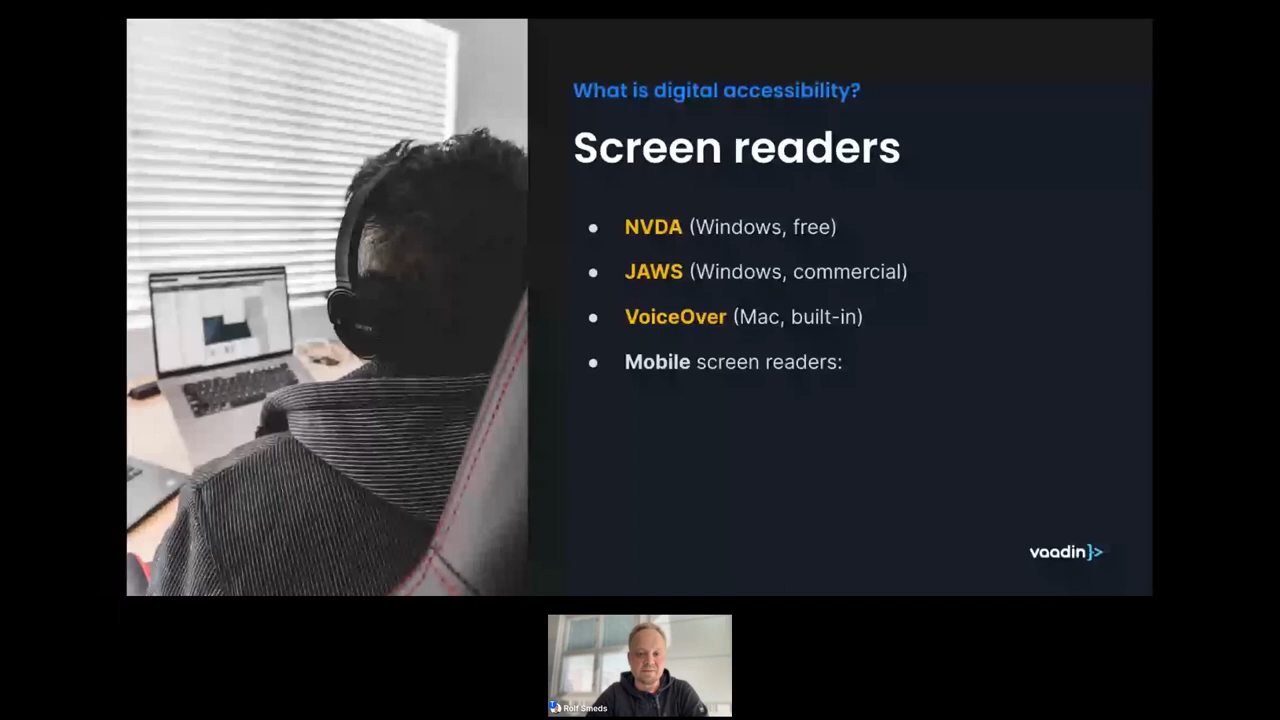 What is digital accessibility?
Screen readers
● NVDA (Windows, free)
● JAWS (Windows, commercial)
● VoiceOver (Mac, built-in)
● Mobile screen readers:
vaadin}>
Rolf Smeds